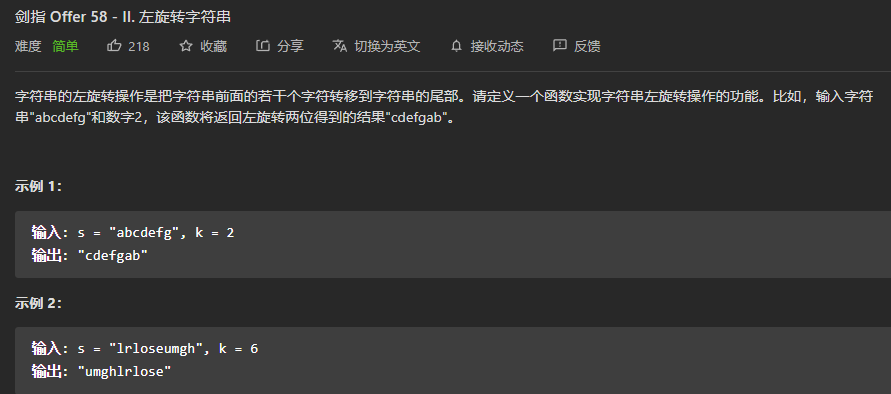 剑指 Offer 58 - II. 左旋转字符串
难度 简单 218 收藏 分享 切换为英文 接收动态 反馈
字符串的左旋转操作是把字符串前面的若干个字符转移到字符串的尾部。请定义一个函数实现字符串左旋转操作的功能。比如，输入字符
串"abcdefg"和数字2，该函数将返回左旋转两位得到的结果"cdefgab"。
示例 1：
输入: s = "abcdefg", k = 2
输出: "cdefgab"
示例 2：
输入: s = "lrloseumgh", k = 6
输出: "umghlrlose"